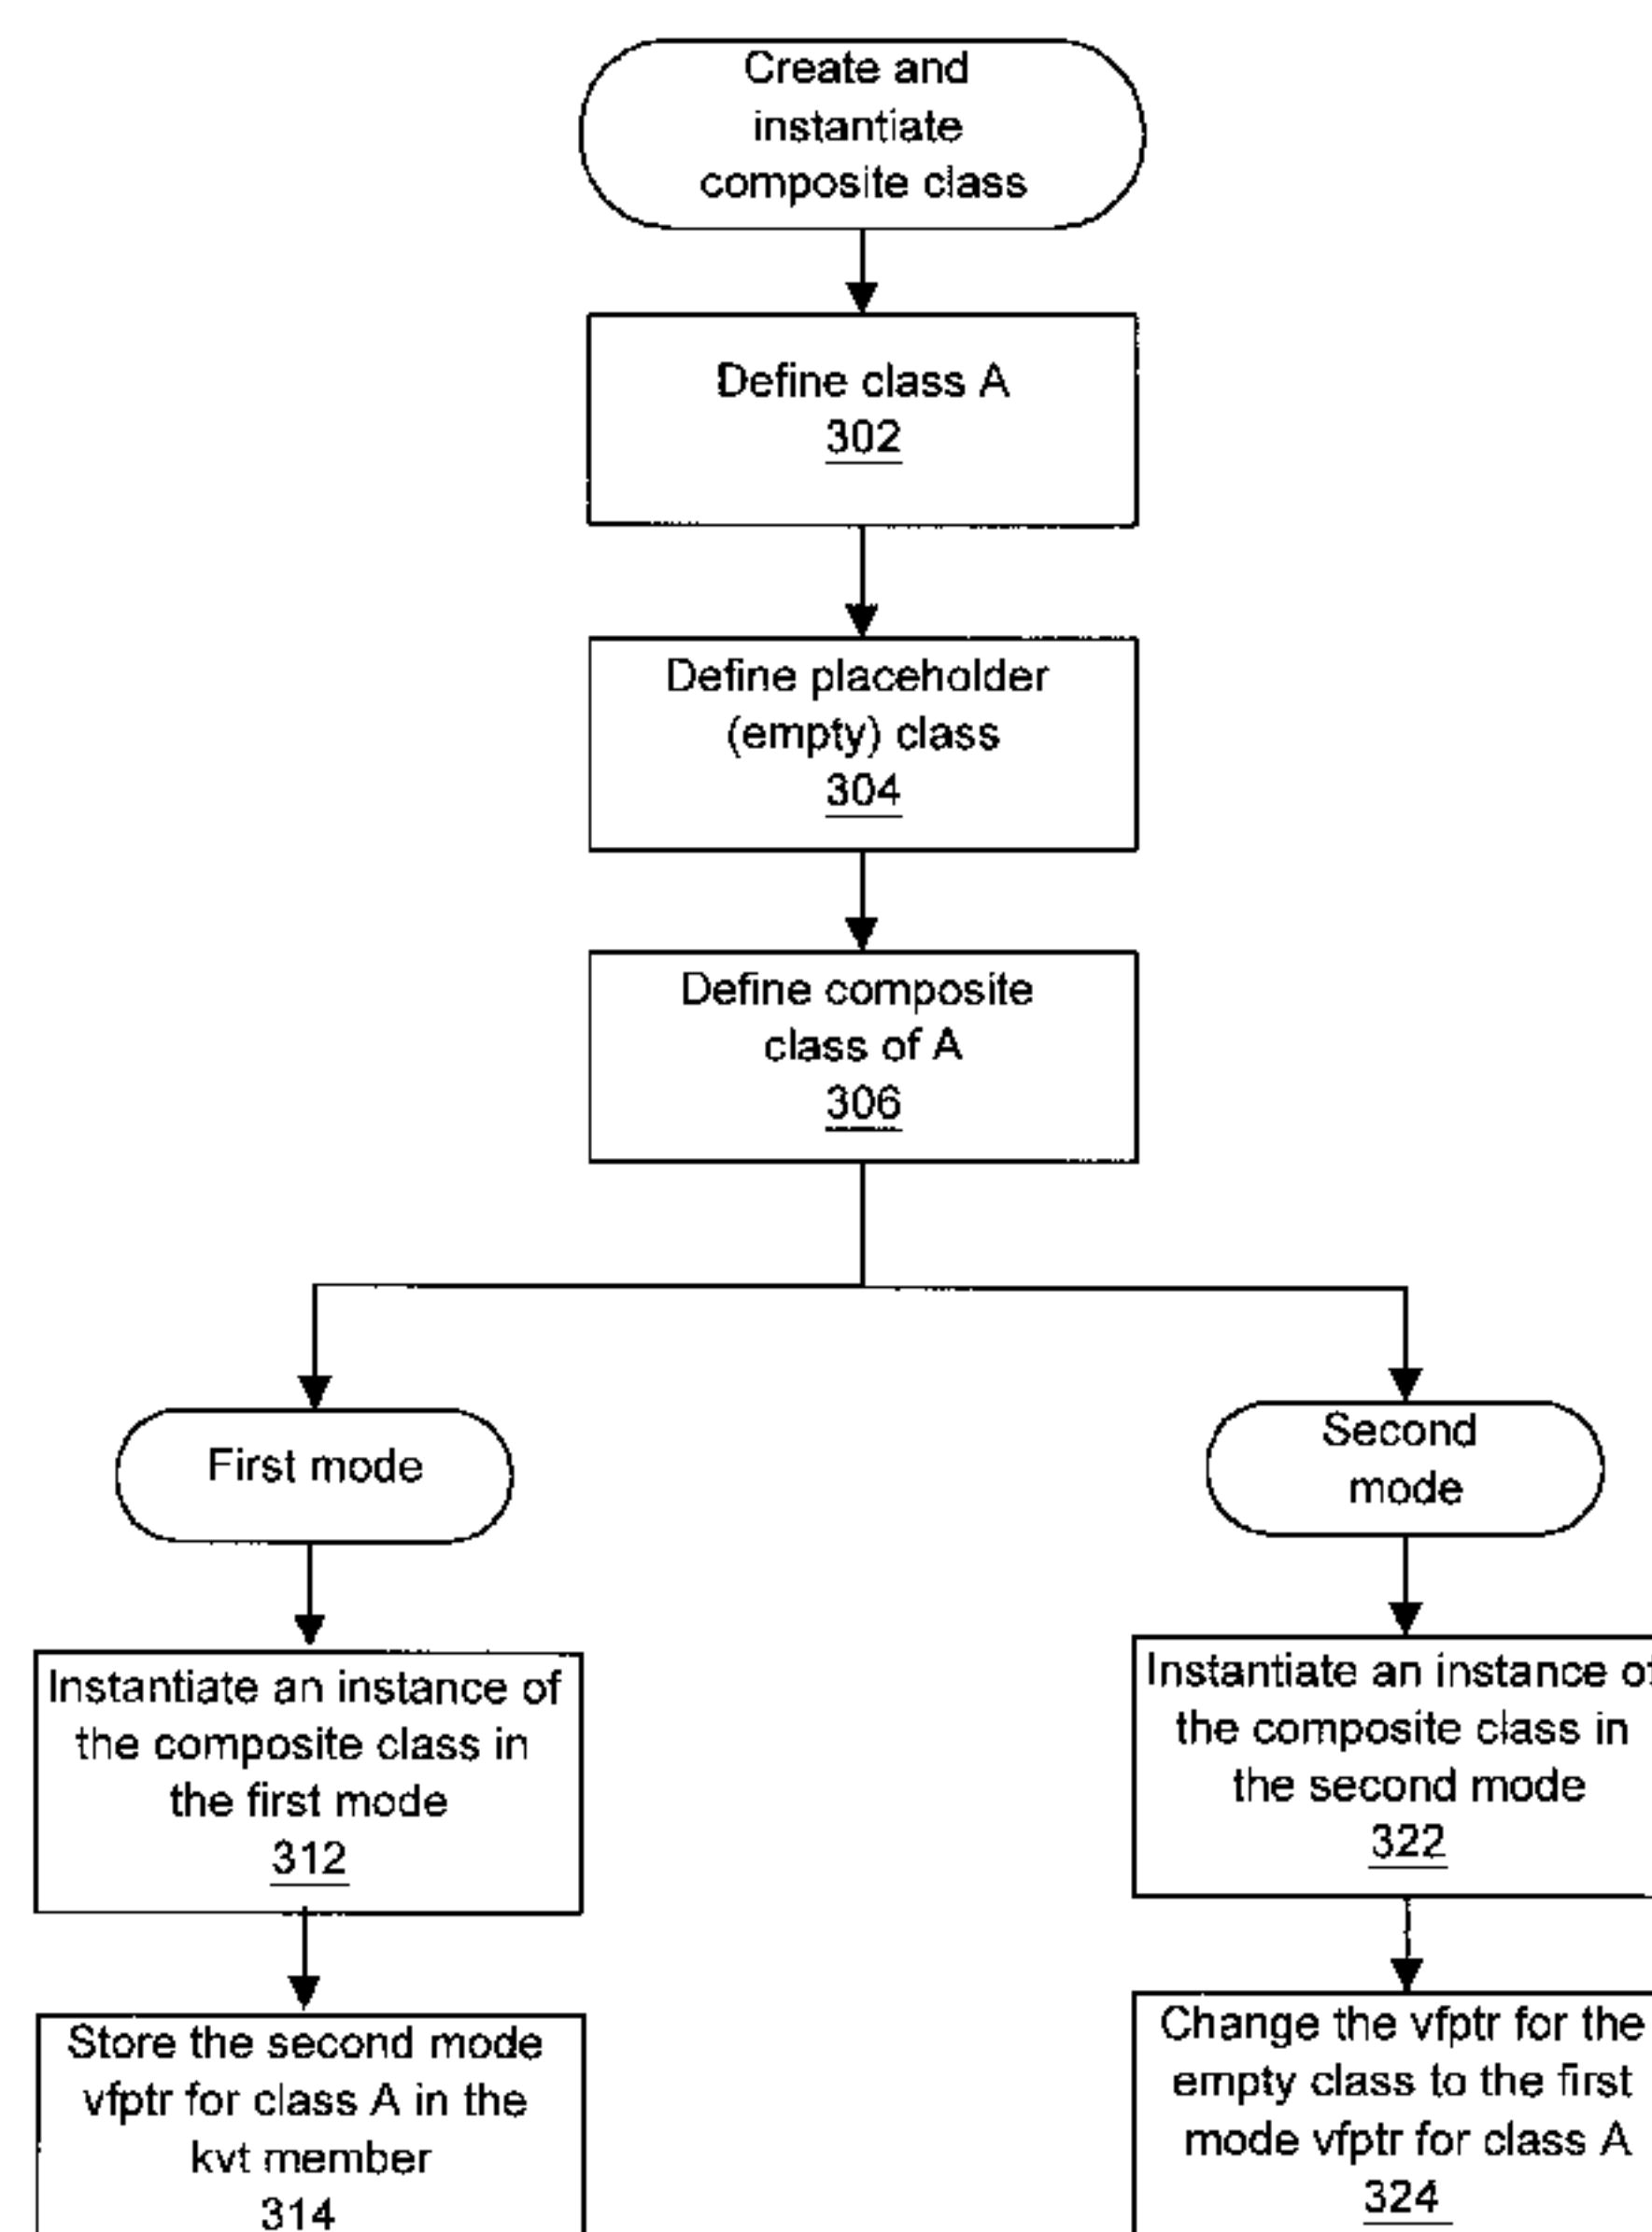 Create and
instantiate
composite class
Define class A
302
Define placeholder
(empty) class
304
Define composite
class of A
306
First mode
Second
mode
Instantiate an instance of
the composite class in
the first mode
312
Instantiate an instance of
the composite class in
the second mode
322
Store the second mode
vfptr for class A in the
kvt member
314
Change the vfptr for the
empty class to the first
mode vfptr for class A
324